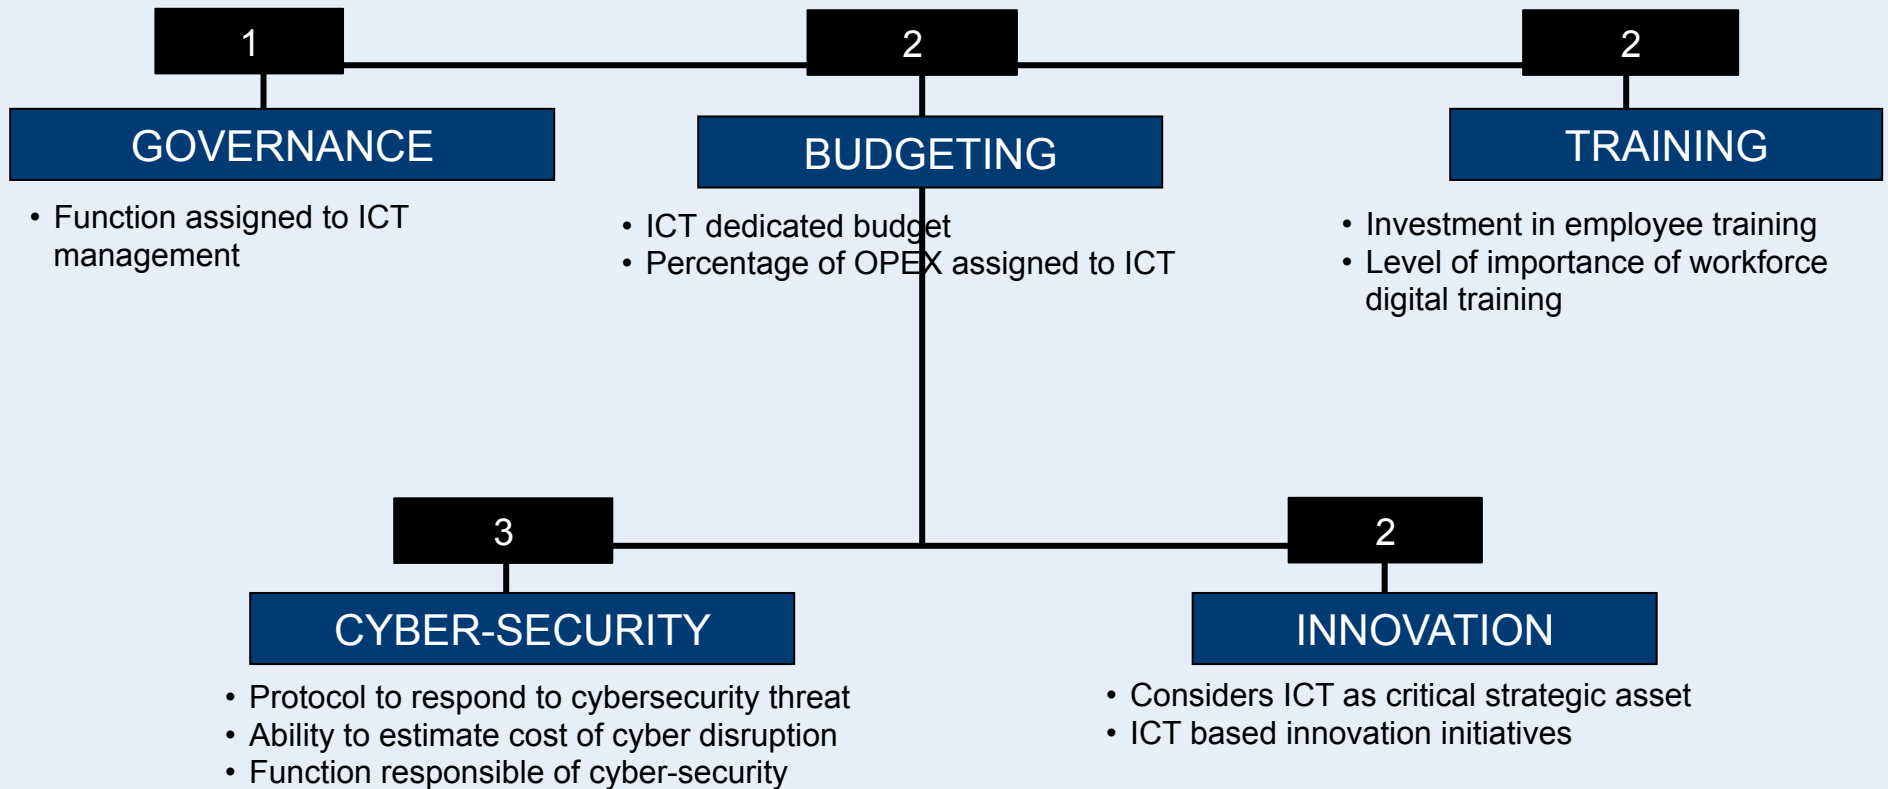 1
GOVERNANCE
• Function assigned to ICT
management
2
BUDGETING
• ICT dedicated budget
• Percentage of OPEX assigned to ICT
2
TRAINING
• Investment in employee training
• Level of importance of workforce
digital training
3
CYBER-SECURITY
• Protocol to respond to cybersecurity threat
• Ability to estimate cost of cyber disruption
• Function responsible of cyber-security
2
INNOVATION
• Considers ICT as critical strategic asset
• ICT based innovation initiatives